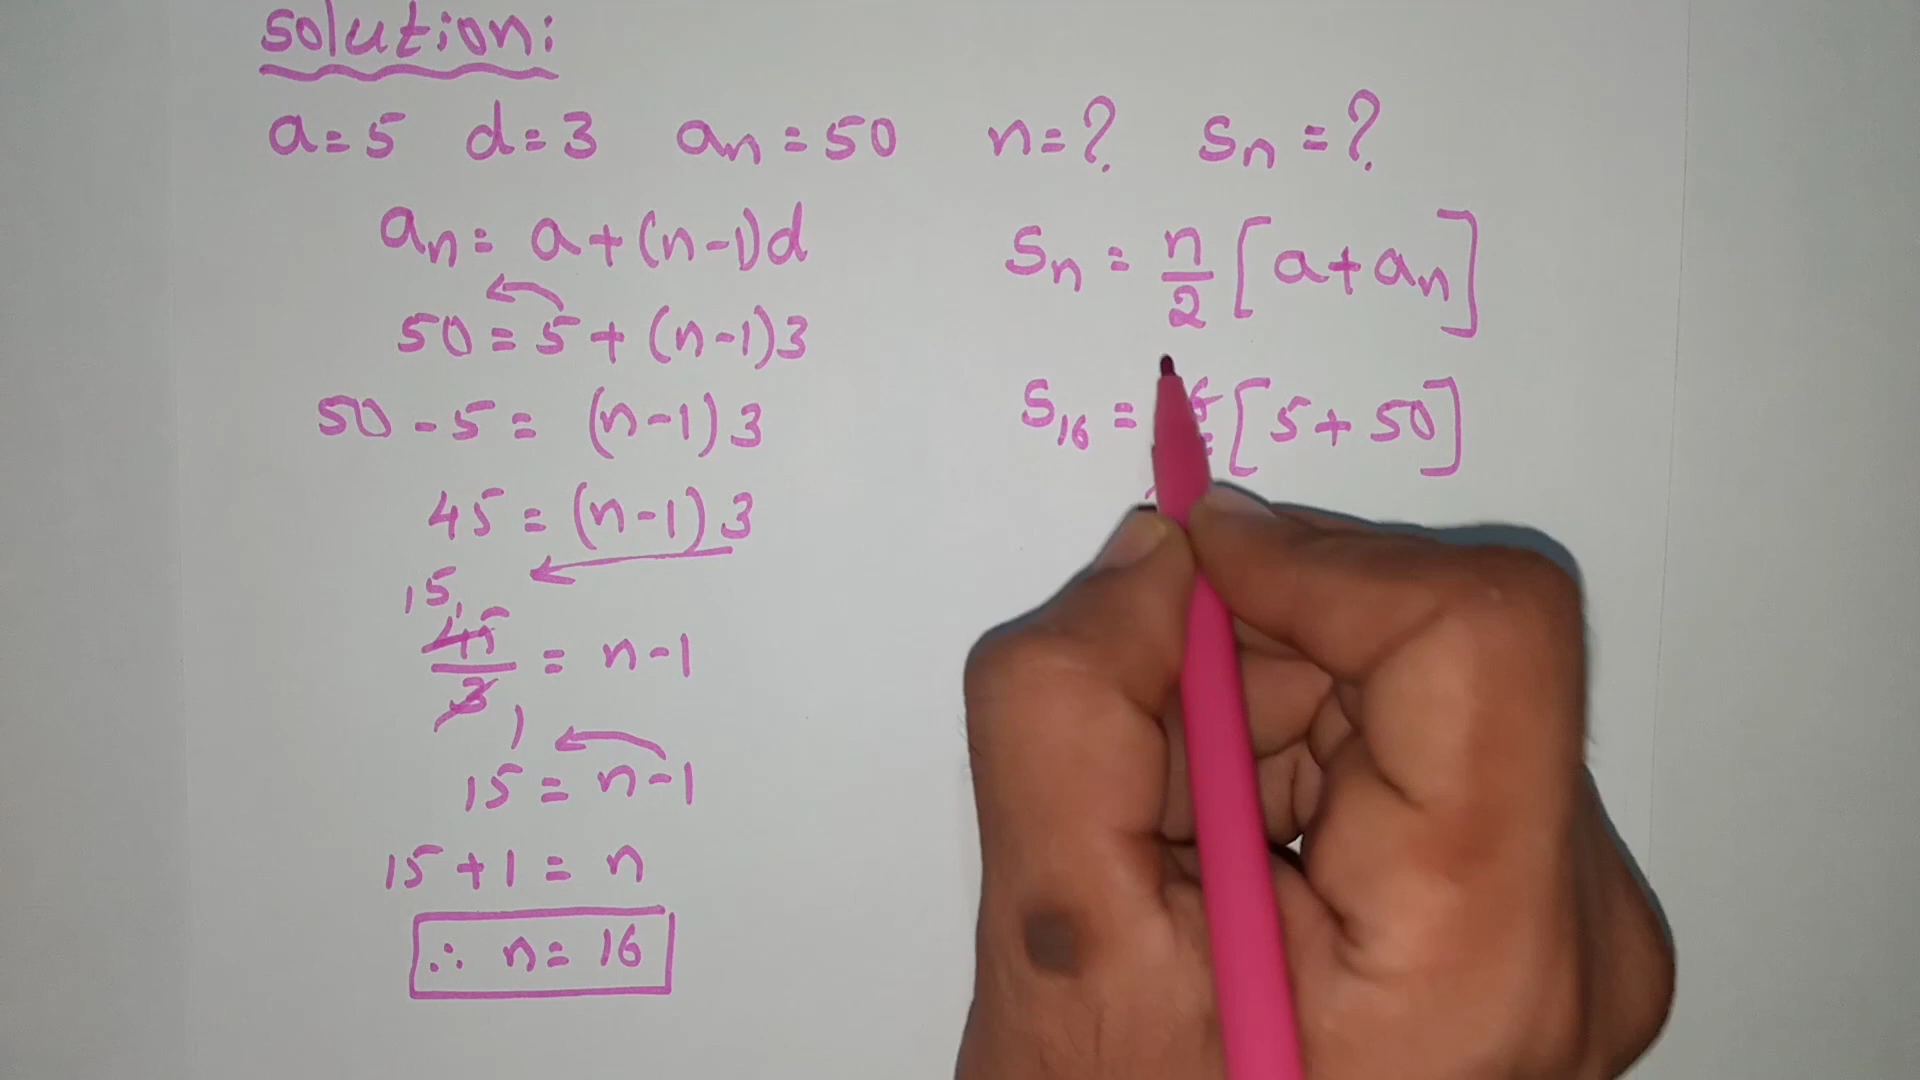 solution:
a=5 d=3 an=50 n=? Sn=?
an= a+(n-1)d
50=5+(n-1)3
50-5= (n-1)3
45=(n-1)3
15
45/3 = n-1
1
15=n-1
15+1=n
∴ n=16
Sn = n/2 [a+an]
S16 = [5+50]